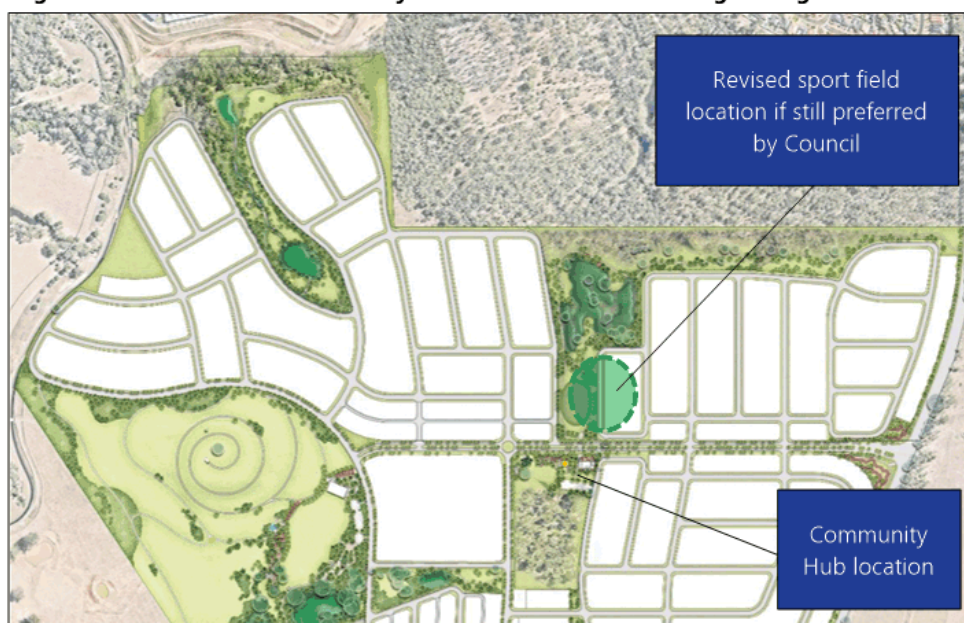 Revised sport field
location if still preferred
by Council
Community
Hub location